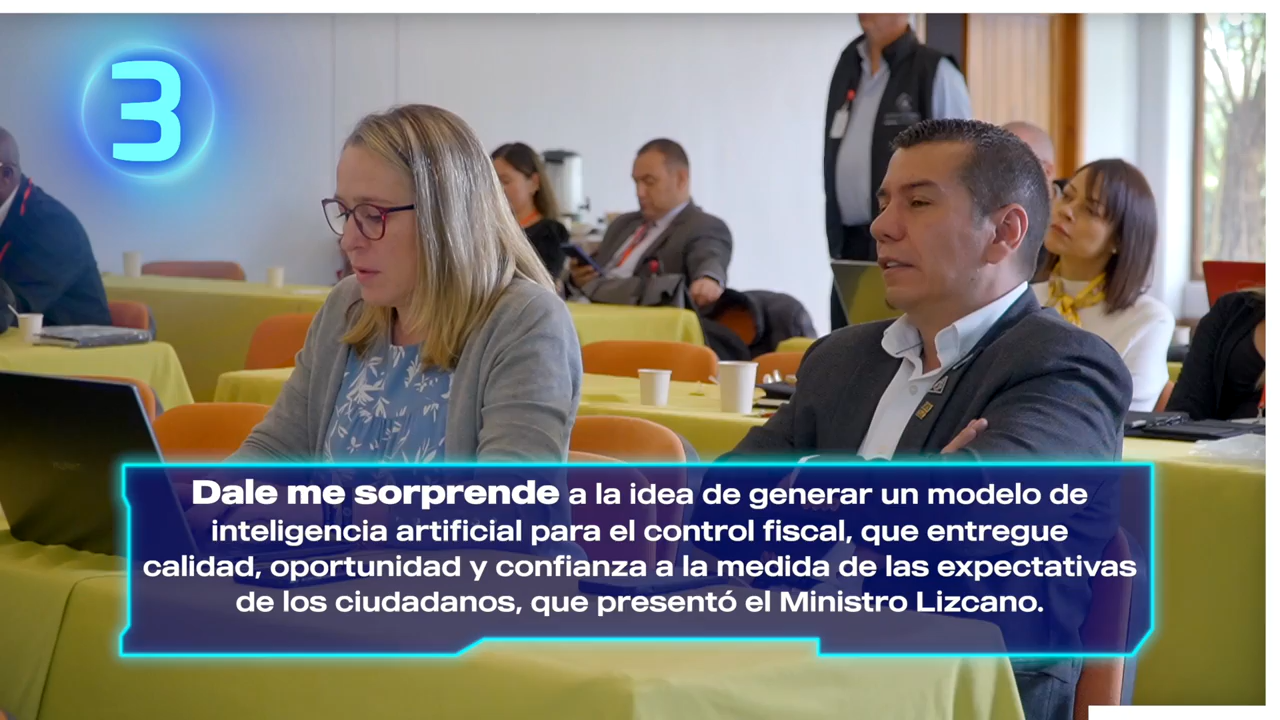 3
Dale me sorprende a la idea de generar un modelo de
inteligencia artificial para el control fiscal, que entregue
calidad, oportunidad y confianza a la medida de las expectativas
de los ciudadanos, que presentó el Ministro Lizcano.